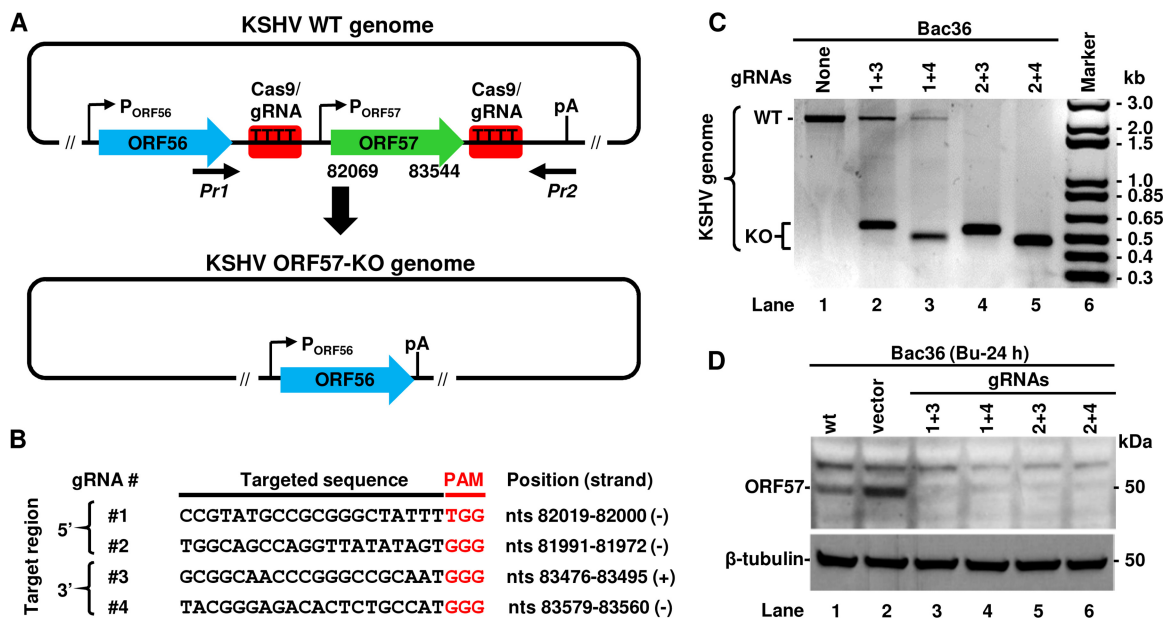 A
KSHV WT genome
Cas9/
gRNA
Cas9/
gRNA
PORF56
PORF57
pA
//
ORF56
ORF57
//
82069
83544
Pr1
Pr2
KSHV ORF57-KO genome
PORF56
pA
//
ORF56
//
B
gRNA #
Targeted sequence
PAM
Position (strand)
Target region
5'
#1
CCGTATGCCGCGGGCTATTTTGG
nts 82019-82000 (-)
#2
TGGCAGCCAGGTTATATAGTGGG
nts 81991-81972 (-)
3'
#3
GCGGCAACCCGGGCCGCAATGGG
nts 83476-83495 (+)
#4
TACGGGAGACACTCTGCCATGGG
nts 83579-83560 (-)
C
Bac36
gRNAs
None
1+3
1+4
2+3
2+4
Marker
kb
KSHV genome
WT -
KO
- 3.0
- 2.0
- 1.5
- 1.0
- 0.85
- 0.65
- 0.5
- 0.4
- 0.3
Lane 1 2 3 4 5 6
D
Bac36 (Bu-24 h)
gRNAs
wt
vector
1+3
1+4
2+3
2+4
kDa
ORF57-
- 50
β-tubulin-
- 50
Lane 1 2 3 4 5 6